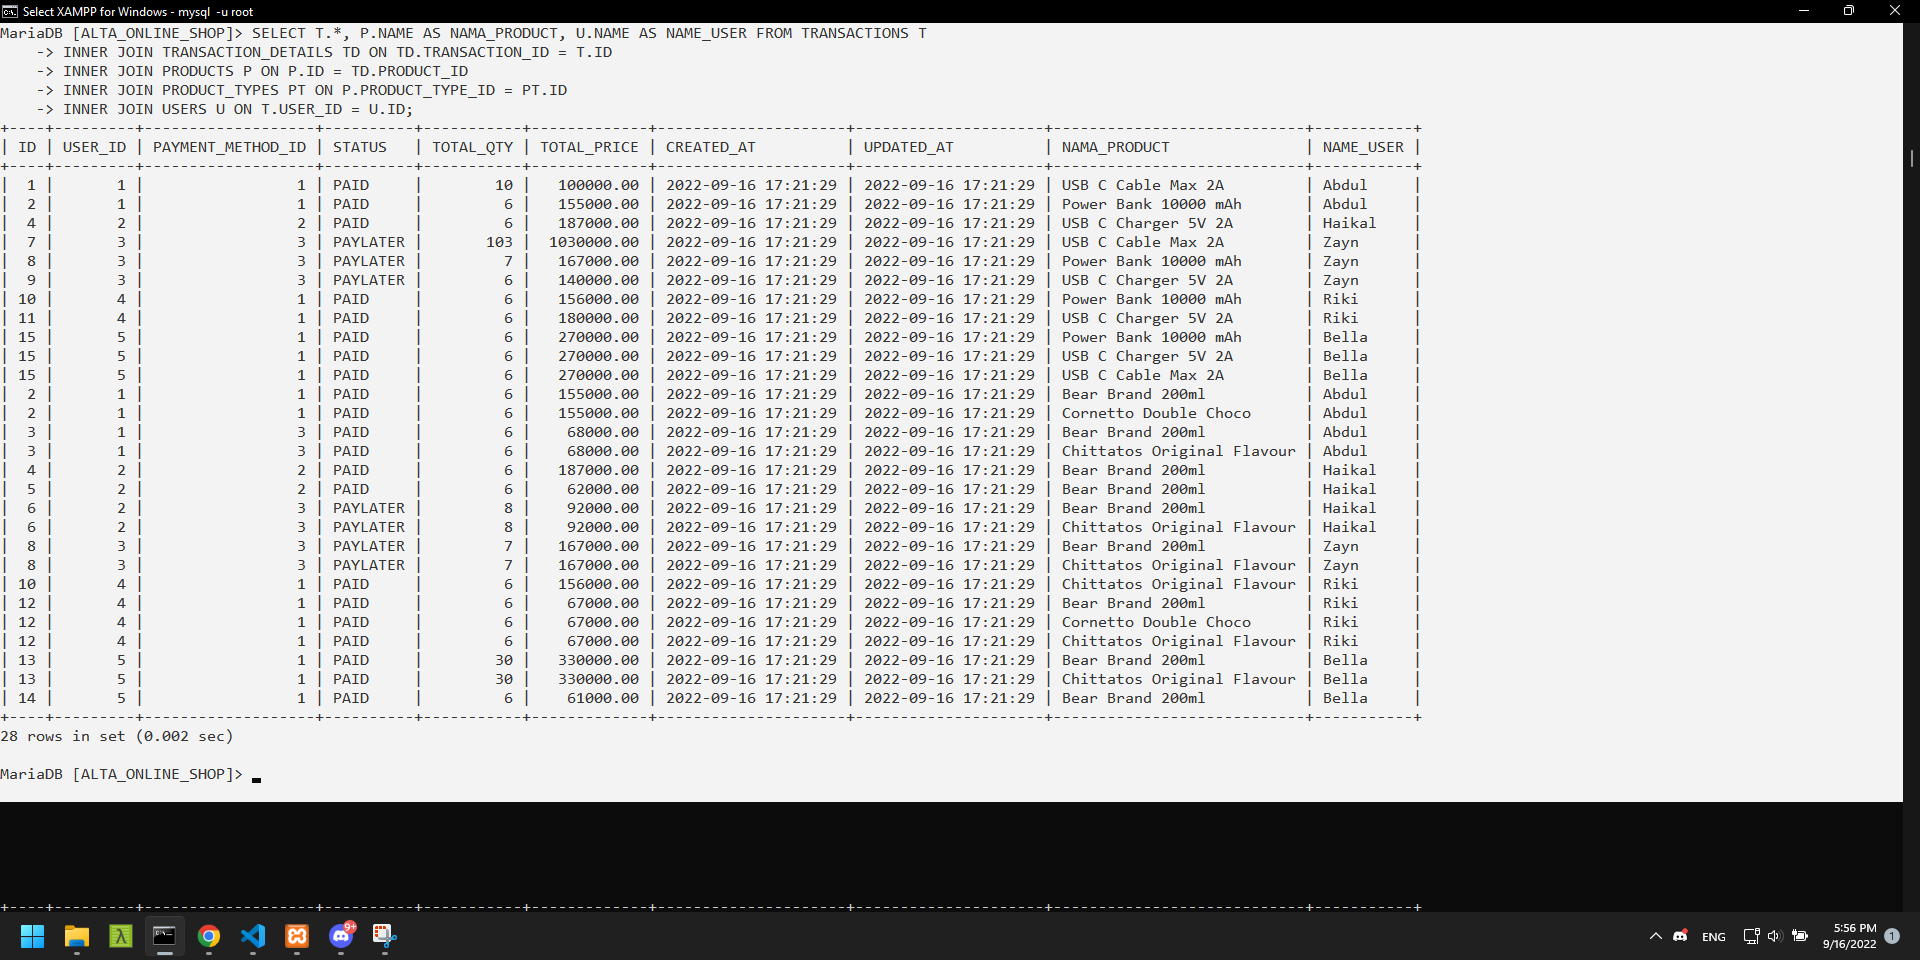 Select XAMPP for Windows - mysql  -u root
MariaDB [ALTA_ONLINE_SHOP]> SELECT T.*, P.NAME AS NAMA_PRODUCT, U.NAME AS NAME_USER FROM TRANSACTIONS T
    -> INNER JOIN TRANSACTION_DETAILS TD ON TD.TRANSACTION_ID = T.ID
    -> INNER JOIN PRODUCTS P ON P.ID = TD.PRODUCT_ID
    -> INNER JOIN PRODUCT_TYPES PT ON P.PRODUCT_TYPE_ID = PT.ID
    -> INNER JOIN USERS U ON T.USER_ID = U.ID;
+----+---------+-------------------+----------+-----------+-------------+---------------------+---------------------+----------------------------+-----------+
| ID | USER_ID | PAYMENT_METHOD_ID | STATUS   | TOTAL_QTY | TOTAL_PRICE | CREATED_AT          | UPDATED_AT          | NAMA_PRODUCT               | NAME_USER |
+----+---------+-------------------+----------+-----------+-------------+---------------------+---------------------+----------------------------+-----------+
|  1 |       1 |                 1 | PAID     |        10 |   100000.00 | 2022-09-16 17:21:29 | 2022-09-16 17:21:29 | USB C Cable Max 2A         | Abdul     |
|  2 |       1 |                 1 | PAID     |         6 |   155000.00 | 2022-09-16 17:21:29 | 2022-09-16 17:21:29 | Power Bank 10000 mAh       | Abdul     |
|  4 |       2 |                 2 | PAID     |         6 |   187000.00 | 2022-09-16 17:21:29 | 2022-09-16 17:21:29 | USB C Charger 5V 2A        | Haikal    |
|  7 |       3 |                 3 | PAYLATER |       103 |  1030000.00 | 2022-09-16 17:21:29 | 2022-09-16 17:21:29 | USB C Cable Max 2A         | Zayn      |
|  8 |       3 |                 3 | PAYLATER |         7 |   167000.00 | 2022-09-16 17:21:29 | 2022-09-16 17:21:29 | Power Bank 10000 mAh       | Zayn      |
|  9 |       3 |                 3 | PAYLATER |         6 |   140000.00 | 2022-09-16 17:21:29 | 2022-09-16 17:21:29 | USB C Charger 5V 2A        | Zayn      |
| 10 |       4 |                 1 | PAID     |         6 |   156000.00 | 2022-09-16 17:21:29 | 2022-09-16 17:21:29 | Power Bank 10000 mAh       | Riki      |
| 11 |       4 |                 1 | PAID     |         6 |   180000.00 | 2022-09-16 17:21:29 | 2022-09-16 17:21:29 | USB C Charger 5V 2A        | Riki      |
| 15 |       5 |                 1 | PAID     |         6 |   270000.00 | 2022-09-16 17:21:29 | 2022-09-16 17:21:29 | Power Bank 10000 mAh       | Bella     |
| 15 |       5 |                 1 | PAID     |         6 |   270000.00 | 2022-09-16 17:21:29 | 2022-09-16 17:21:29 | USB C Charger 5V 2A        | Bella     |
| 15 |       5 |                 1 | PAID     |         6 |   270000.00 | 2022-09-16 17:21:29 | 2022-09-16 17:21:29 | USB C Cable Max 2A         | Bella     |
|  2 |       1 |                 1 | PAID     |         6 |   155000.00 | 2022-09-16 17:21:29 | 2022-09-16 17:21:29 | Bear Brand 200ml           | Abdul     |
|  2 |       1 |                 1 | PAID     |         6 |   155000.00 | 2022-09-16 17:21:29 | 2022-09-16 17:21:29 | Cornetto Double Choco      | Abdul     |
|  3 |       1 |                 3 | PAID     |         6 |    68000.00 | 2022-09-16 17:21:29 | 2022-09-16 17:21:29 | Bear Brand 200ml           | Abdul     |
|  3 |       1 |                 3 | PAID     |         6 |    68000.00 | 2022-09-16 17:21:29 | 2022-09-16 17:21:29 | Chittatos Original Flavour | Abdul     |
|  4 |       2 |                 2 | PAID     |         6 |   187000.00 | 2022-09-16 17:21:29 | 2022-09-16 17:21:29 | Bear Brand 200ml           | Haikal    |
|  5 |       2 |                 2 | PAID     |         6 |    62000.00 | 2022-09-16 17:21:29 | 2022-09-16 17:21:29 | Bear Brand 200ml           | Haikal    |
|  6 |       2 |                 3 | PAYLATER |         8 |    92000.00 | 2022-09-16 17:21:29 | 2022-09-16 17:21:29 | Bear Brand 200ml           | Haikal    |
|  6 |       2 |                 3 | PAYLATER |         8 |    92000.00 | 2022-09-16 17:21:29 | 2022-09-16 17:21:29 | Chittatos Original Flavour | Haikal    |
|  8 |       3 |                 3 | PAYLATER |         7 |   167000.00 | 2022-09-16 17:21:29 | 2022-09-16 17:21:29 | Bear Brand 200ml           | Zayn      |
|  8 |       3 |                 3 | PAYLATER |         7 |   167000.00 | 2022-09-16 17:21:29 | 2022-09-16 17:21:29 | Chittatos Original Flavour | Zayn      |
| 10 |       4 |                 1 | PAID     |         6 |   156000.00 | 2022-09-16 17:21:29 | 2022-09-16 17:21:29 | Chittatos Original Flavour | Riki      |
| 12 |       4 |                 1 | PAID     |         6 |    67000.00 | 2022-09-16 17:21:29 | 2022-09-16 17:21:29 | Bear Brand 200ml           | Riki      |
| 12 |       4 |                 1 | PAID     |         6 |    67000.00 | 2022-09-16 17:21:29 | 2022-09-16 17:21:29 | Cornetto Double Choco      | Riki      |
| 12 |       4 |                 1 | PAID     |         6 |    67000.00 | 2022-09-16 17:21:29 | 2022-09-16 17:21:29 | Chittatos Original Flavour | Riki      |
| 13 |       5 |                 1 | PAID     |        30 |   330000.00 | 2022-09-16 17:21:29 | 2022-09-16 17:21:29 | Bear Brand 200ml           | Bella     |
| 13 |       5 |                 1 | PAID     |        30 |   330000.00 | 2022-09-16 17:21:29 | 2022-09-16 17:21:29 | Chittatos Original Flavour | Bella     |
| 14 |       5 |                 1 | PAID     |         6 |    61000.00 | 2022-09-16 17:21:29 | 2022-09-16 17:21:29 | Bear Brand 200ml           | Bella     |
+----+---------+-------------------+----------+-----------+-------------+---------------------+---------------------+----------------------------+-----------+
28 rows in set (0.002 sec)
MariaDB [ALTA_ONLINE_SHOP]> _
+----+---------+-------------------+----------+-----------+-------------+---------------------+---------------------+----------------------------+-----------+
9+
ENG
5:56 PM
9/16/2022
1